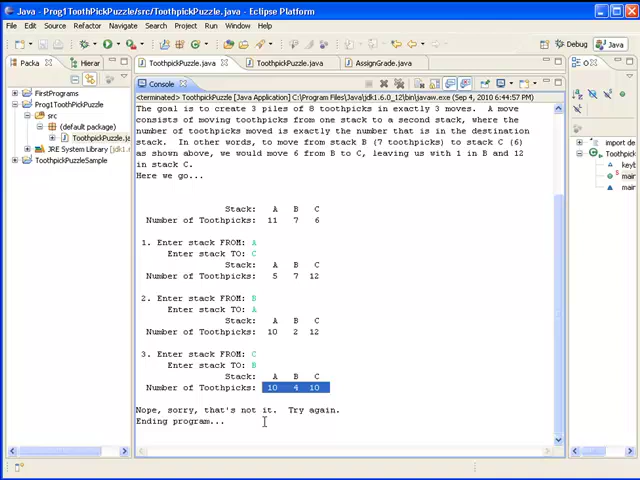 Java - Prog1ToothPickPuzzle/src/ToothpickPuzzle.java - Eclipse Platform
File Edit Source Refactor Navigate Search Project Run Window Help
Debug Java
Packa Hierar
ToothpickPuzzle.java ToothPickPuzzle.java AssignGrade.java
FirstPrograms
Prog1ToothPickPuzzle
src
(default package)
ToothpickPuzzle.ja
JRE System Library [jdk1.
ToothpickPuzzleSample
Console
<terminated> ToothpickPuzzle [Java Application] C:\Program Files\Java\jdk1.6.0_12\bin\javaw.exe (Sep 4, 2010 6:44:57 PM)
The goal is to create 3 piles of 8 toothpicks in exactly 3 moves. A move
consists of moving toothpicks from one stack to a second stack, where the
number of toothpicks moved is exactly the number that is in the destination
stack. In other words, to move from stack B (7 toothpicks) to stack C (6)
as shown above, we would move 6 from B to C, leaving us with 1 in B and 12
in stack C.
Here we go...
Stack: A B C
Number of Toothpicks: 11 7 6
1. Enter stack FROM: A
Enter stack TO: C
Stack: A B C
Number of Toothpicks: 5 7 12
2. Enter stack FROM: B
Enter stack TO: A
Stack: A B C
Number of Toothpicks: 10 2 12
3. Enter stack FROM: C
Enter stack TO: B
Stack: A B C
Number of Toothpicks: 10 4 10
Nope, sorry, that's not it. Try again.
Ending program...
import de
Toothpick
keyb
main
main